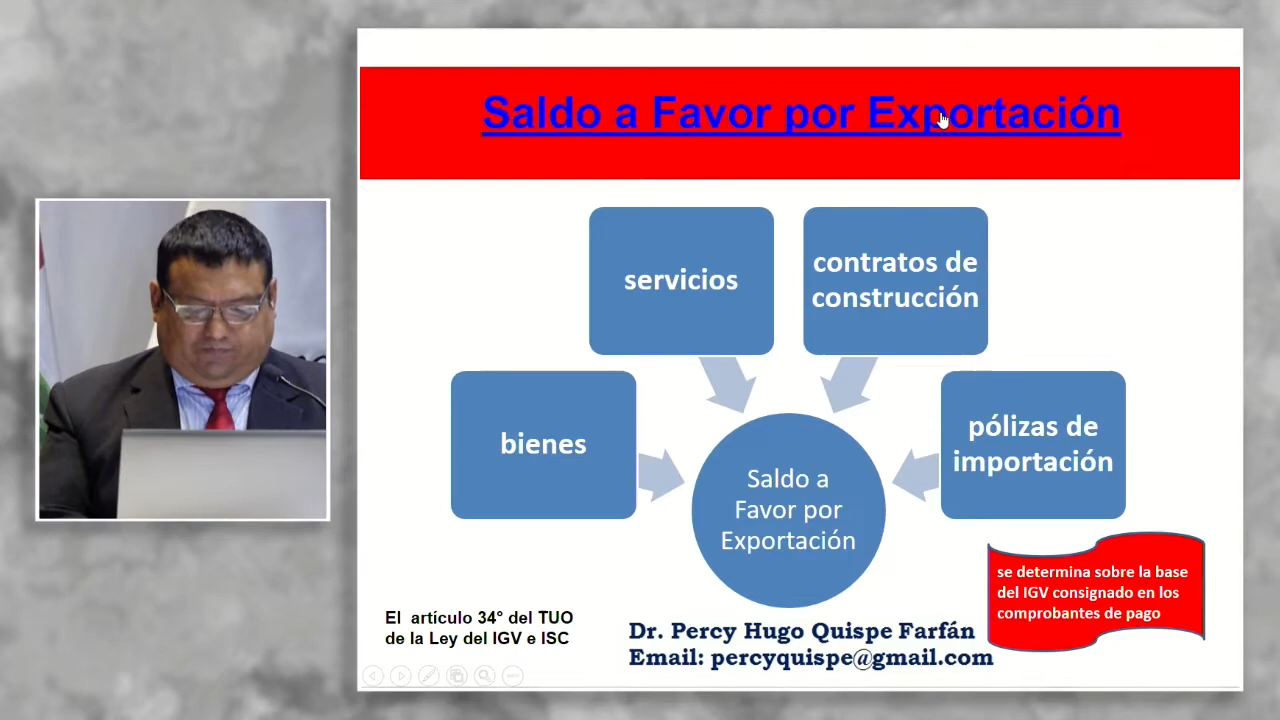 Saldo a Favor por Exportación
servicios
contratos de
construcción
bienes
pólizas de
importación
Saldo a
Favor por
Exportación
se determina sobre la base
del IGV consignado en los
comprobantes de pago
El artículo 34° del TUO
de la Ley del IGV e ISC
Dr. Percy Hugo Quispe Farfán
Email: percyquispe@gmail.com